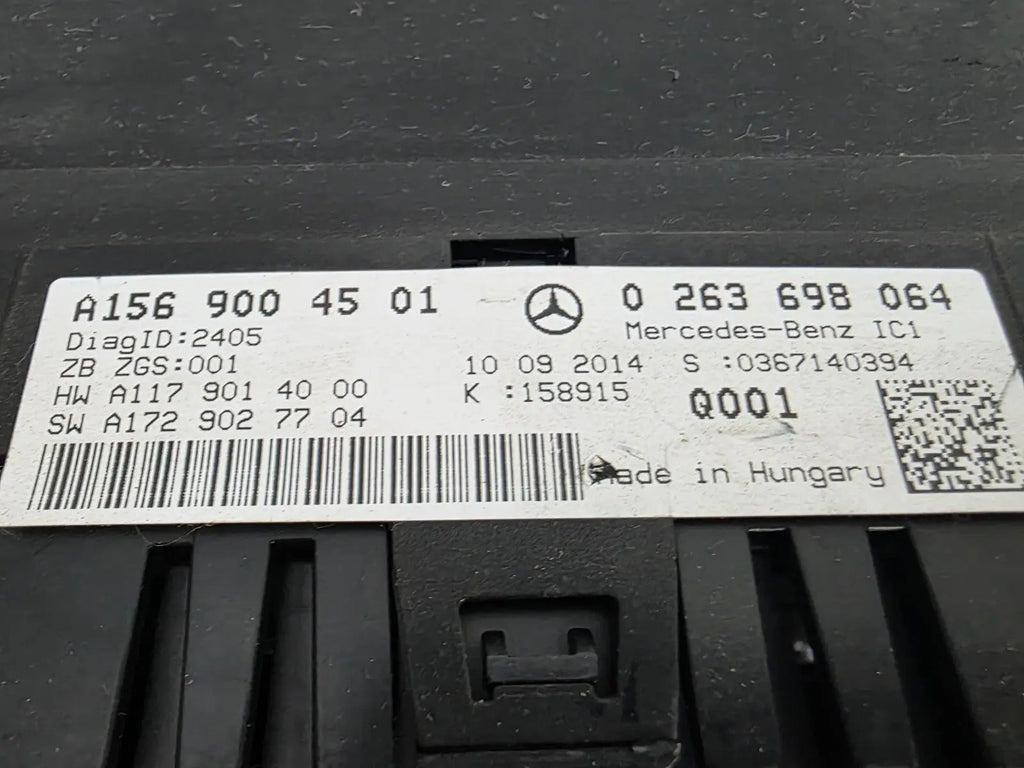 A156 900 45 01
DiagID:2405
ZB ZGS:001
HW A117 901 40 00
SW A172 902 77 04
0 263 698 064
Mercedes-Benz IC1
10 09 2014 S :0367140394
K :158915 Q001
Made in Hungary